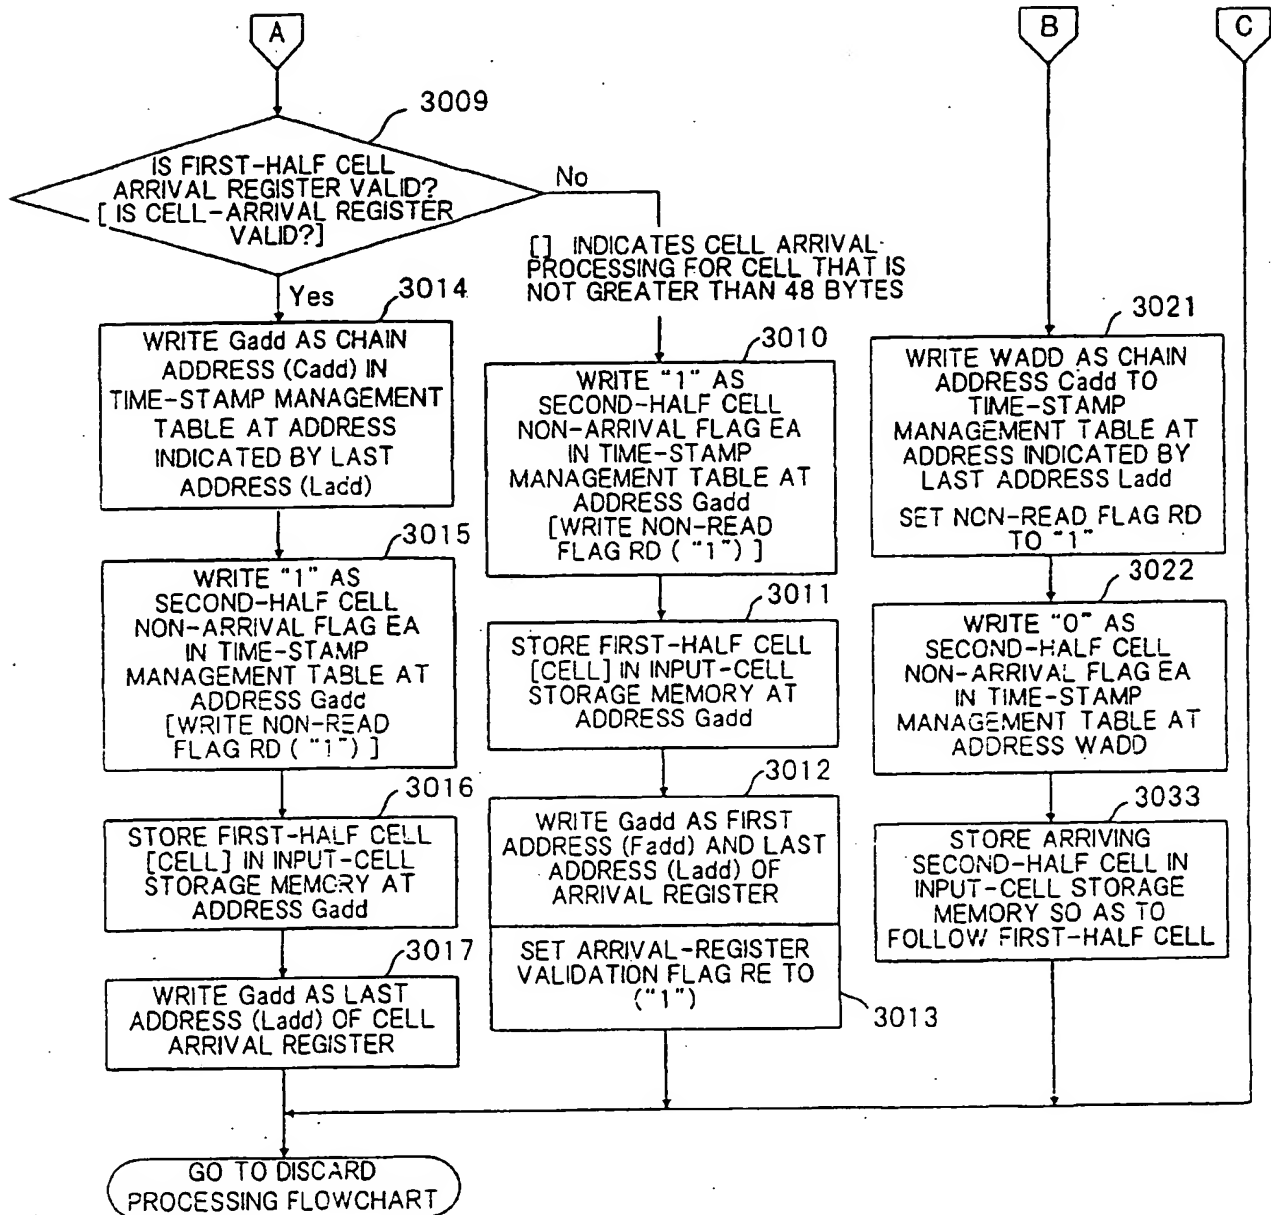 A
B
C
3009
IS FIRST-HALF CELL
ARRIVAL REGISTER VALID?
[ IS CELL-ARRIVAL REGISTER
VALID?]
No
Yes
[] INDICATES CELL ARRIVAL
PROCESSING FOR CELL THAT IS
NOT GREATER THAN 48 BYTES
3014
WRITE Gadd AS CHAIN
ADDRESS (Cadd) IN
TIME-STAMP MANAGEMENT
TABLE AT ADDRESS
INDICATED BY LAST
ADDRESS (Ladd)
3015
WRITE "1" AS
SECOND-HALF CELL
NON-ARRIVAL FLAG EA
IN TIME-STAMP
MANAGEMENT TABLE AT
ADDRESS Gadd
[WRITE NON-READ
FLAG RD ( "1") ]
3016
STORE FIRST-HALF CELL
[CELL] IN INPUT-CELL
STORAGE MEMORY AT
ADDRESS Gadd
3017
WRITE Gadd AS LAST
ADDRESS (Ladd) OF CELL
ARRIVAL REGISTER
3010
WRITE "1" AS
SECOND-HALF CELL
NON-ARRIVAL FLAG EA
IN TIME-STAMP
MANAGEMENT TABLE AT
ADDRESS Gadd
[WRITE NON-READ
FLAG RD ( "1") ]
3011
STORE FIRST-HALF CELL
[CELL] IN INPUT-CELL
STORAGE MEMORY AT
ADDRESS Gadd
3012
WRITE Gadd AS FIRST
ADDRESS (Fadd) AND LAST
ADDRESS (Ladd) OF
ARRIVAL REGISTER
SET ARRIVAL-REGISTER
VALIDATION FLAG RE TO
("1")
3013
3021
WRITE WADD AS CHAIN
ADDRESS Cadd TO
TIME-STAMP
MANAGEMENT TABLE AT
ADDRESS INDICATED BY
LAST ADDRESS Ladd
SET NON-READ FLAG RD
TO "1"
3022
WRITE "0" AS
SECOND-HALF CELL
NON-ARRIVAL FLAG EA
IN TIME-STAMP
MANAGEMENT TABLE AT
ADDRESS WADD
3033
STORE ARRIVING
SECOND-HALF CELL IN
INPUT-CELL STORAGE
MEMORY SO AS TO
FOLLOW FIRST-HALF CELL
GO TO DISCARD
PROCESSING FLOWCHART